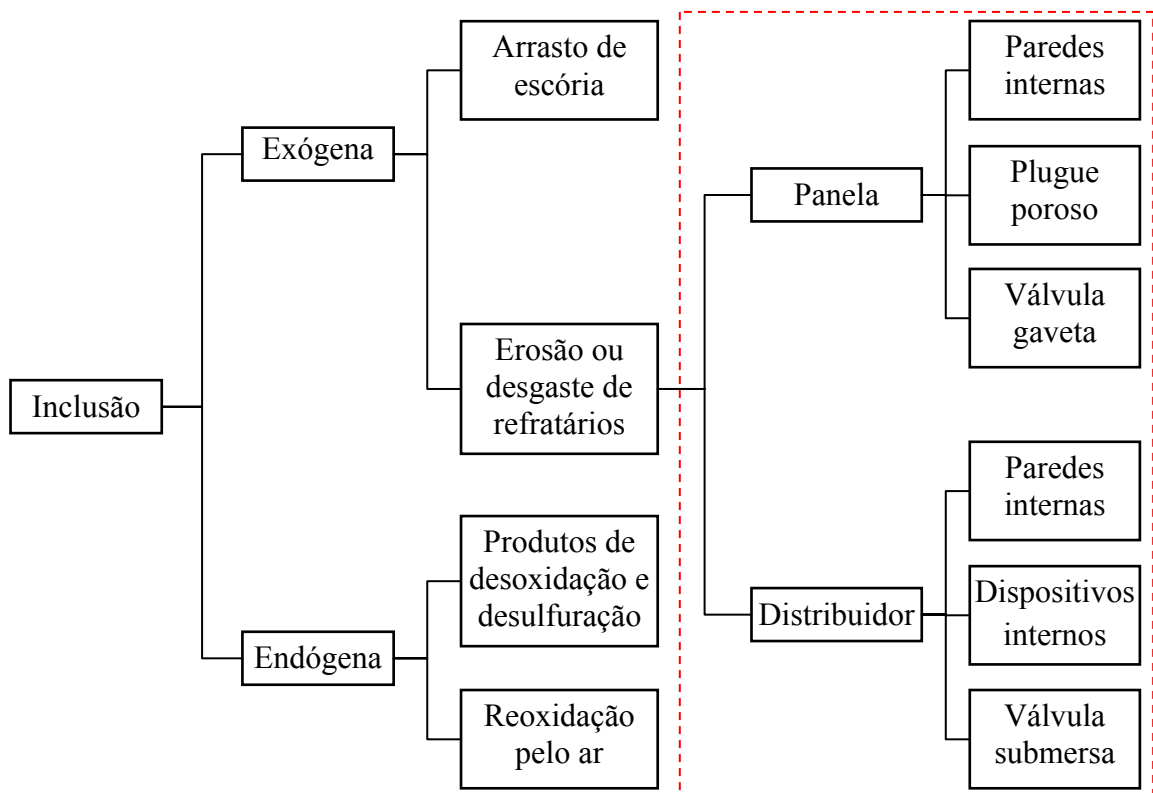 Inclusão
Exógena
Arrasto de
escória
Erosão ou
desgaste de
refratários
Panela
Paredes
internas
Plugue
poroso
Válvula
gaveta
Distribuidor
Paredes
internas
Dispositivos
internos
Válvula
submersa
Endógena
Produtos de
desoxidação e
desulfuração
Reoxidação
pelo ar